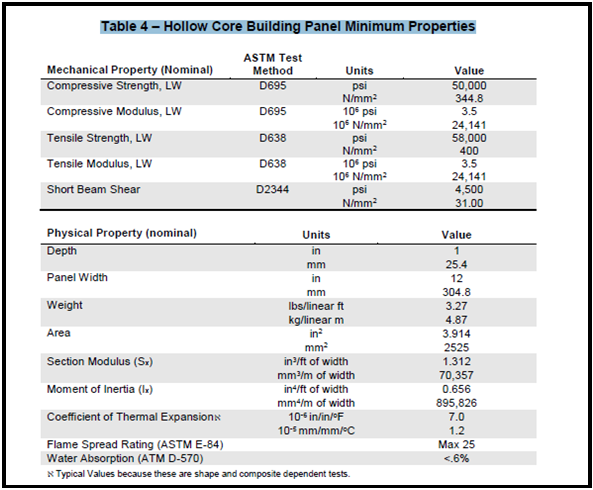 Table 4 – Hollow Core Building Panel Minimum Properties
Mechanical Property (Nominal) ASTM Test Method Units Value
Compressive Strength, LW D695 psi 50,000
N/mm² 344.8
Compressive Modulus, LW D695 10⁶ psi 3.5
10⁶ N/mm² 24,141
Tensile Strength, LW D638 psi 58,000
N/mm² 400
Tensile Modulus, LW D638 10⁶ psi 3.5
10⁶ N/mm² 24,141
Short Beam Shear D2344 psi 4,500
N/mm² 31.00
Physical Property (nominal) Units Value
Depth in 1
mm 25.4
Panel Width in 12
mm 304.8
Weight lbs/linear ft 3.27
kg/linear m 4.87
Area in² 3.914
mm² 2525
Section Modulus (Sₓ) in³/ft of width 1.312
mm³/m of width 70,357
Moment of Inertia (Iₓ) in⁴/ft of width 0.656
mm⁴/m of width 895,826
Coefficient of Thermal Expansionא 10⁻⁶ in/in/°F 7.0
10⁻⁵ mm/mm/°C 1.2
Flame Spread Rating (ASTM E-84) Max 25
Water Absorption (ATM D-570) <.6%
א Typical Values because these are shape and composite dependent tests.